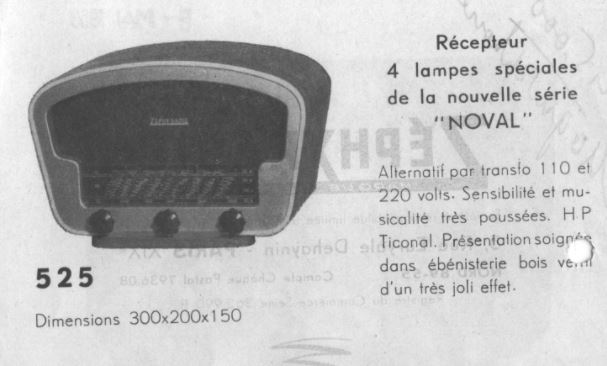 Récepteur
4 lampes spéciales
de la nouvelle série
"NOVAL"
Alternatif par transfo 110 et
220 volts. Sensibilité et mu-
sicalité très poussées. H.P
Ticonal. Présentation soignée
dans ébénisterie bois verni
d'un très joli effet.
525
Dimensions 300x200x150